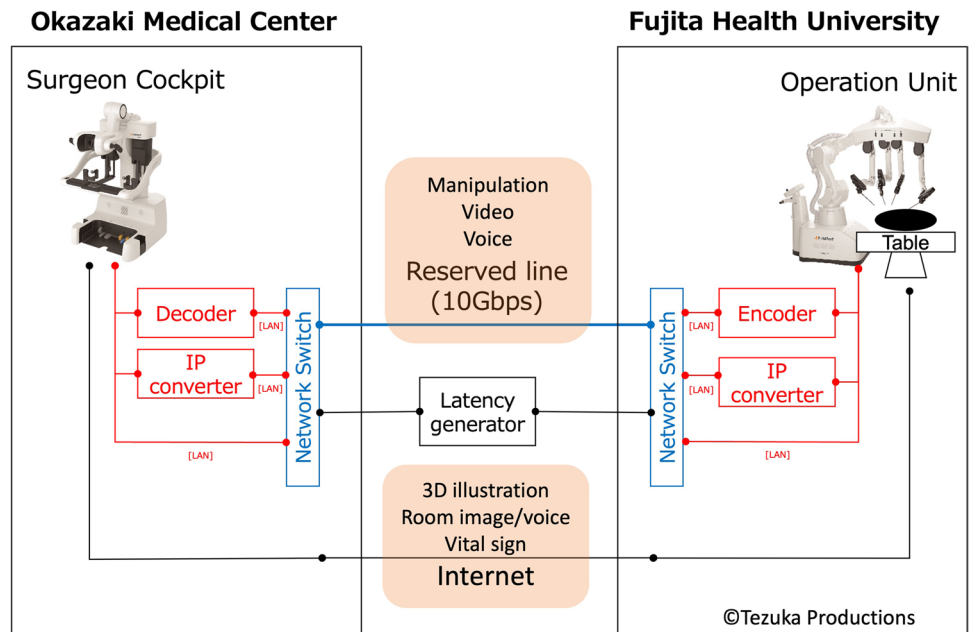 Okazaki Medical Center
Fujita Health University
Surgeon Cockpit
Operation Unit
Manipulation
Video
Voice
Reserved line
(10Gbps)
Table
Decoder
[LAN]
IP
converter
[LAN]
[LAN]
Network Switch
Latency
generator
Network Switch
Encoder
[LAN]
IP
converter
[LAN]
[LAN]
3D illustration
Room image/voice
Vital sign
Internet
©Tezuka Productions